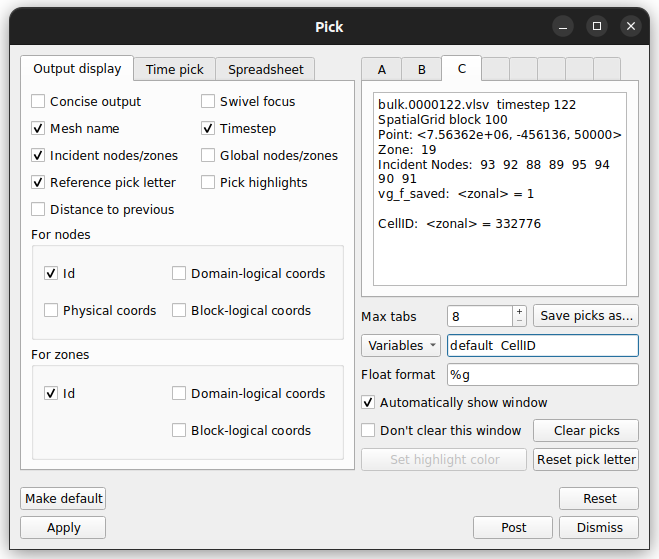 Pick
Output display
Time pick
Spreadsheet
Concise output
Swivel focus
Mesh name
Timestep
Incident nodes/zones
Global nodes/zones
Reference pick letter
Pick highlights
Distance to previous
For nodes
Id
Domain-logical coords
Physical coords
Block-logical coords
For zones
Id
Domain-logical coords
Block-logical coords
A
B
C
bulk.0000122.vlsv  timestep 122
SpatialGrid block 100
Point: <7.56362e+06, -456136, 50000>
Zone:  19
Incident Nodes:  93  92  88  89  95  94
90  91
vg_f_saved:  <zonal> = 1
CellID:  <zonal> = 332776
Max tabs
8
Save picks as...
Variables
default  CellID
Float format
%g
Automatically show window
Don't clear this window
Clear picks
Set highlight color
Reset pick letter
Make default
Reset
Apply
Post
Dismiss